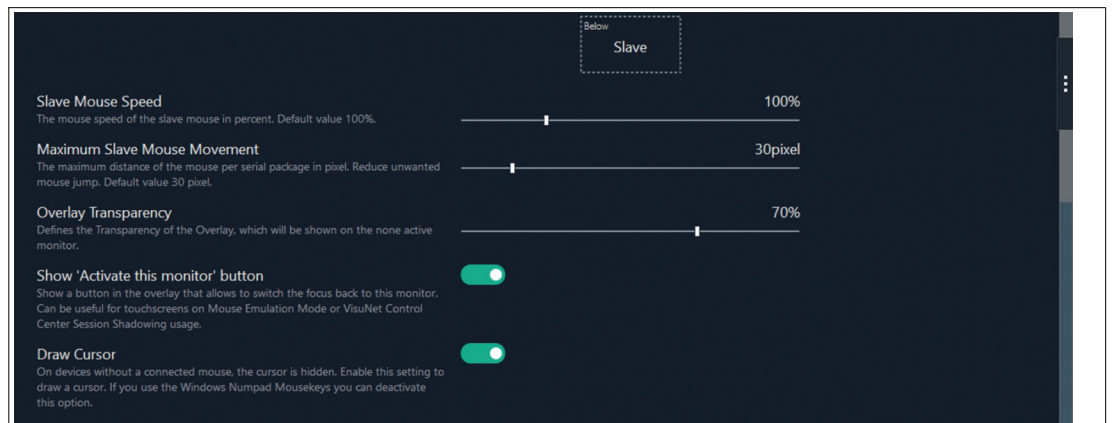 Below
Slave
Slave Mouse Speed
100%
The mouse speed of the slave mouse in percent. Default value 100%.
Maximum Slave Mouse Movement
30pixel
The maximum distance of the mouse per serial package in pixel. Reduce unwanted
mouse jump. Default value 30 pixel.
Overlay Transparency
70%
Defines the Transparency of the Overlay, which will be shown on the none active
monitor.
Show 'Activate this monitor' button
Show a button in the overlay that allows to switch the focus back to this monitor.
Can be useful for touchscreens on Mouse Emulation Mode or VisuNet Control
Center Session Shadowing usage.
Draw Cursor
On devices without a connected mouse, the cursor is hidden. Enable this setting to
draw a cursor. If you use the Windows Numpad Mousekeys you can deactivate
this option.